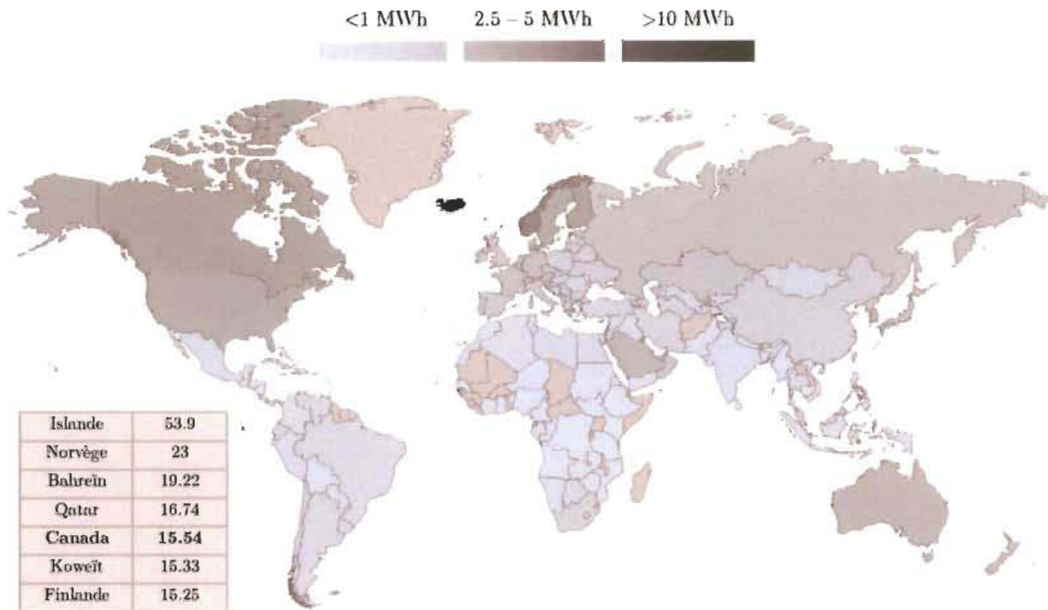 <1 MWh 2.5 – 5 MWh >10 MWh
Islande 53.9
Norvège 23
Bahreïn 19.22
Qatar 16.74
Canada 15.54
Koweït 15.33
Finlande 15.25